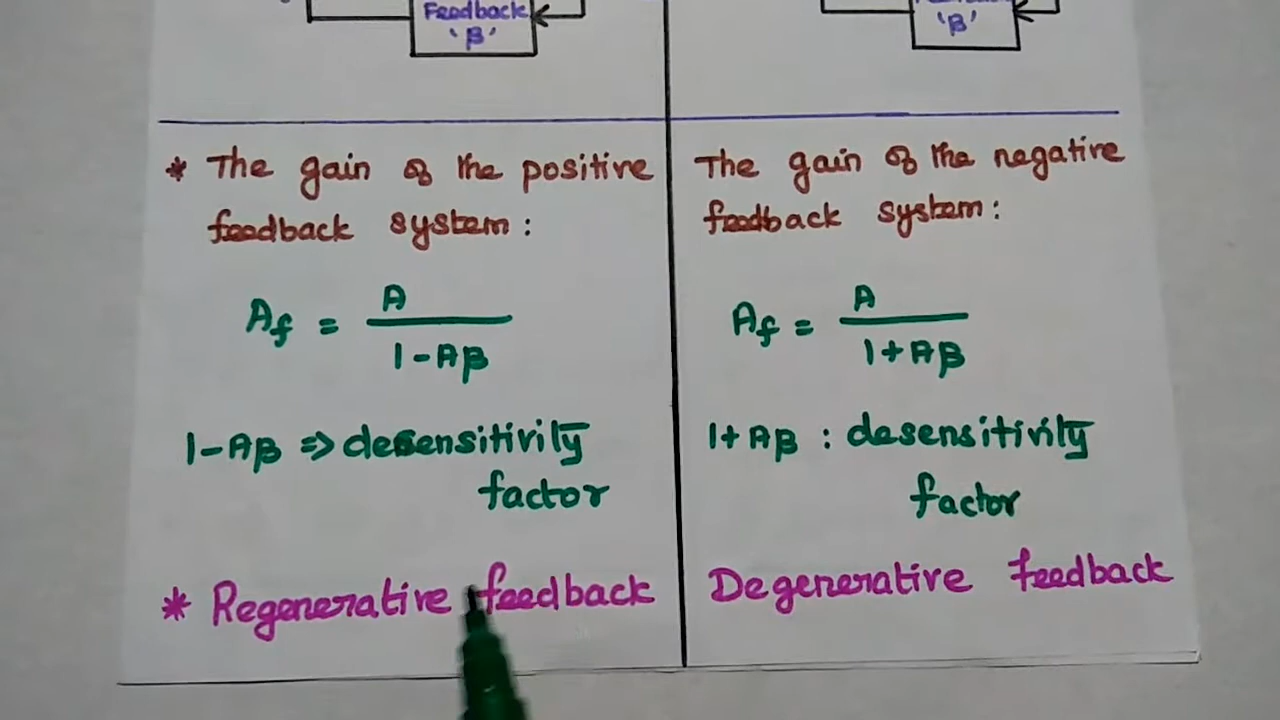 Feedback
'β'
'β'
* The gain of the positive
feedback system:
Af = A
1-Aβ
1-Aβ => desensitivity
factor
* Regenerative feedback
The gain of the negative
feedback system:
Af = A
1+Aβ
1+Aβ : desensitivity
factor
Degenerative feedback